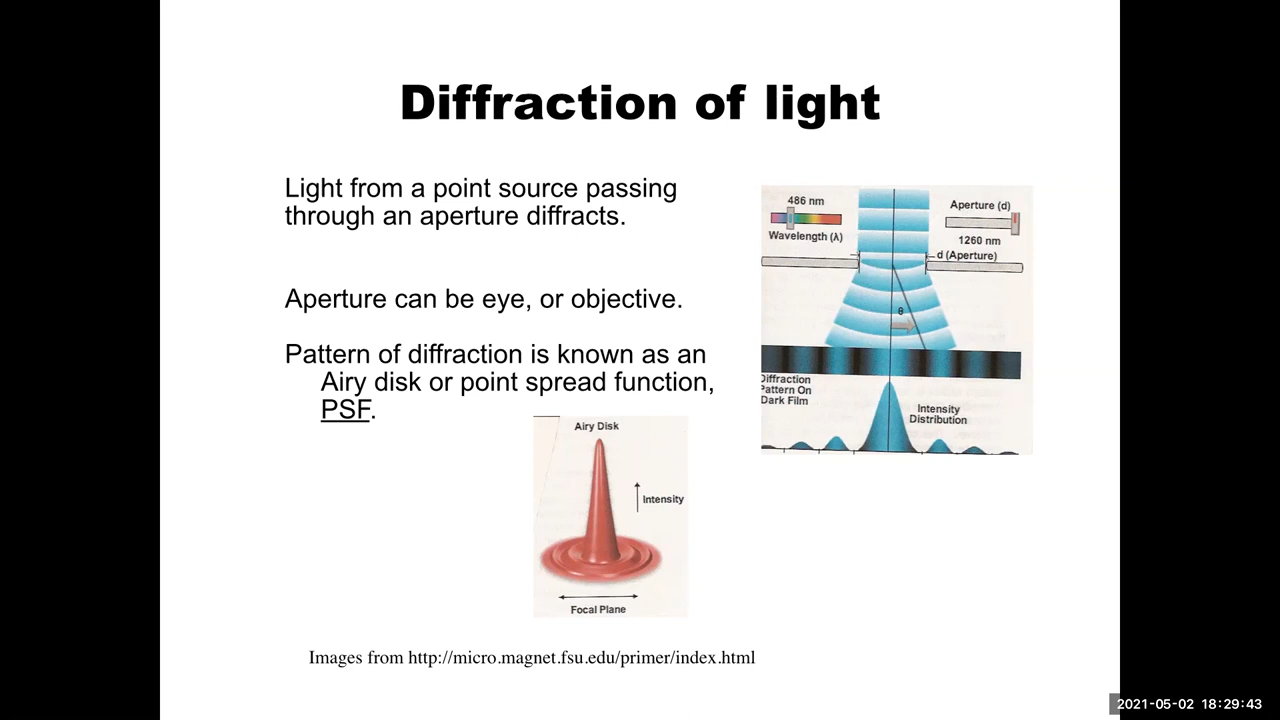 Diffraction of light
Light from a point source passing
through an aperture diffracts.
Aperture can be eye, or objective.
Pattern of diffraction is known as an
Airy disk or point spread function,
PSF.
486 nm
Wavelength (λ)
Aperture (d)
1260 nm
d (Aperture)
θ
Diffraction
Pattern On
Dark Film
Intensity
Distribution
Airy Disk
Intensity
Focal Plane
Images from http://micro.magnet.fsu.edu/primer/index.html
2021-05-02 18:29:43